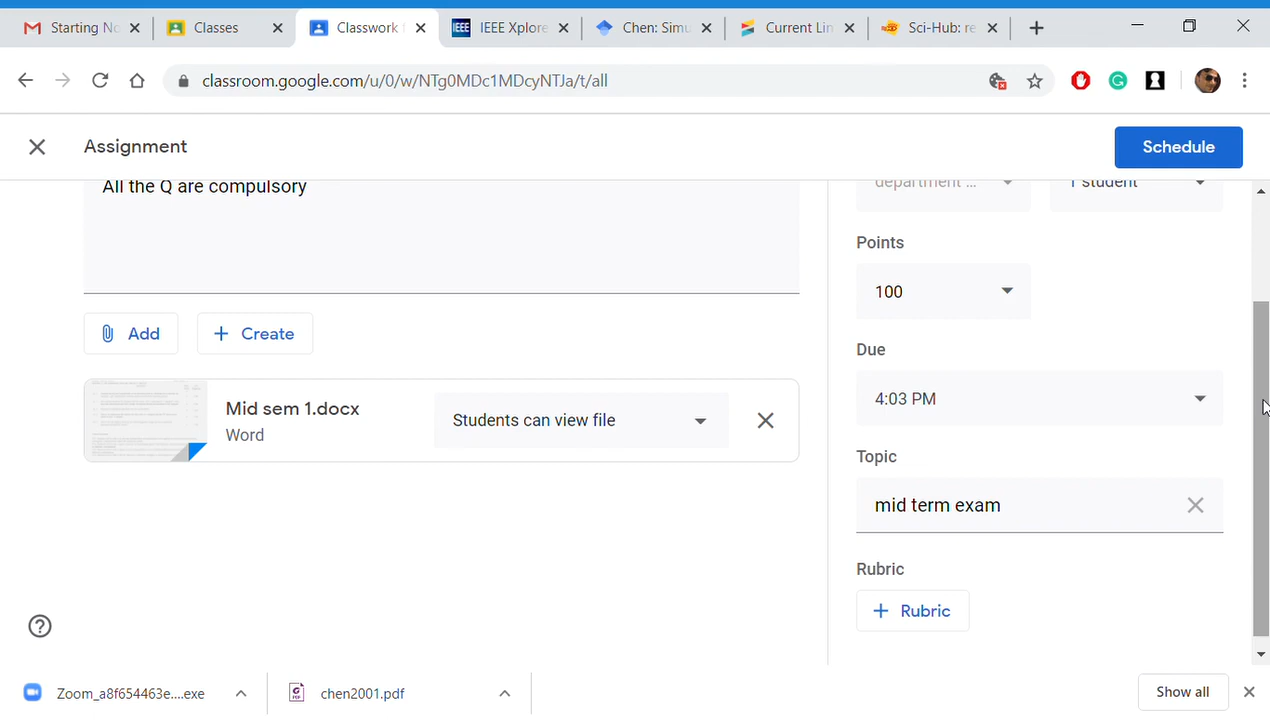 Starting No
Classes
Classwork f
IEEE
IEEE Xplore
Chen: Simu
Current Lin
Sci-Hub: re
classroom.google.com/u/0/w/NTg0MDc1MDcyNTJa/t/all
Assignment
Schedule
All the Q are compulsory
department ...
1 student
Points
100
Add
Create
Due
4:03 PM
Mid sem 1.docx
Word
Students can view file
Topic
mid term exam
Rubric
Rubric
Zoom_a8f654463e....exe
chen2001.pdf
Show all